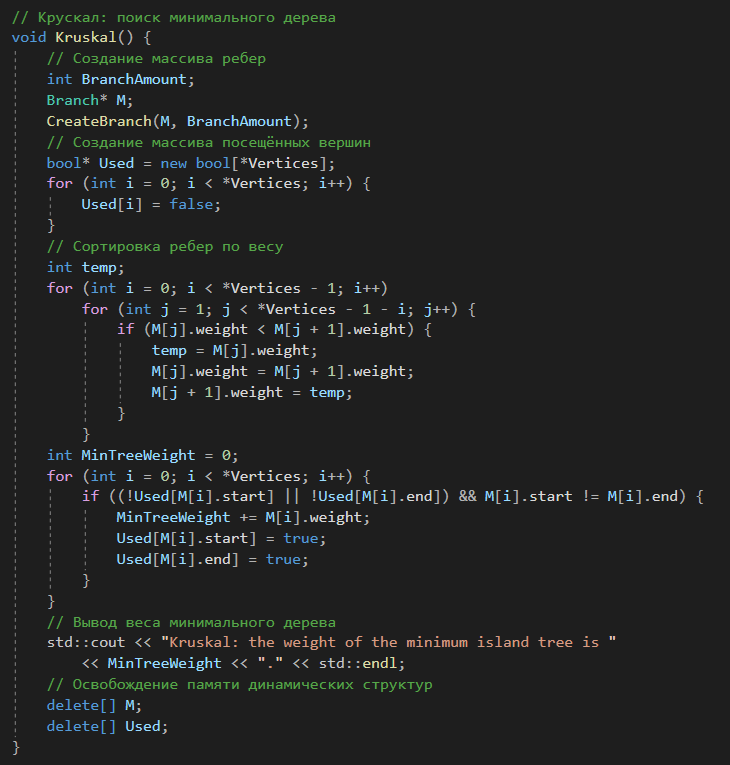 // Крускал: поиск минимального дерева
void Kruskal() {
    // Создание массива ребер
    int BranchAmount;
    Branch* M;
    CreateBranch(M, BranchAmount);
    // Создание массива посещённых вершин
    bool* Used = new bool[*Vertices];
    for (int i = 0; i < *Vertices; i++) {
        Used[i] = false;
    }
    // Сортировка ребер по весу
    int temp;
    for (int i = 0; i < *Vertices - 1; i++)
        for (int j = 1; j < *Vertices - 1 - i; j++) {
            if (M[j].weight < M[j + 1].weight) {
                temp = M[j].weight;
                M[j].weight = M[j + 1].weight;
                M[j + 1].weight = temp;
            }
        }
    int MinTreeWeight = 0;
    for (int i = 0; i < *Vertices; i++) {
        if ((!Used[M[i].start] || !Used[M[i].end]) && M[i].start != M[i].end) {
            MinTreeWeight += M[i].weight;
            Used[M[i].start] = true;
            Used[M[i].end] = true;
        }
    }
    // Вывод веса минимального дерева
    std::cout << "Kruskal: the weight of the minimum island tree is "
        << MinTreeWeight << "." << std::endl;
    // Освобождение памяти динамических структур
    delete[] M;
    delete[] Used;
}